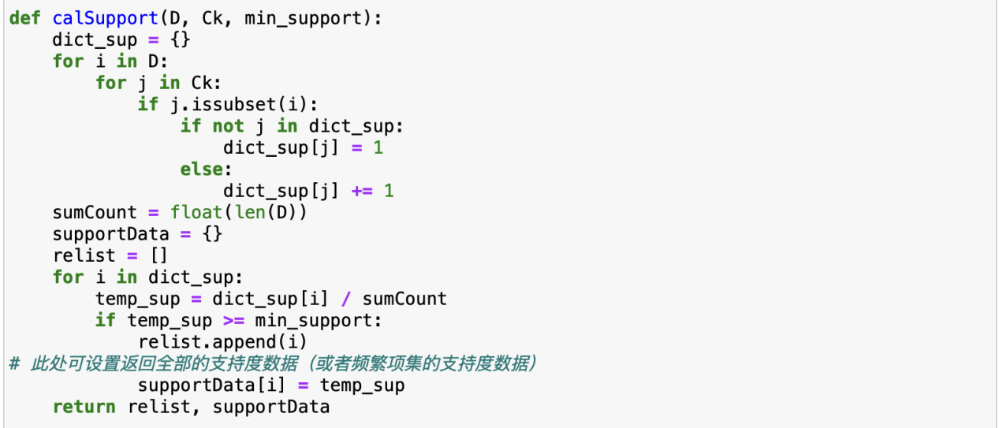 def calSupport(D, Ck, min_support):
    dict_sup = {}
    for i in D:
        for j in Ck:
            if j.issubset(i):
                if not j in dict_sup:
                    dict_sup[j] = 1
                else:
                    dict_sup[j] += 1
    sumCount = float(len(D))
    supportData = {}
    relist = []
    for i in dict_sup:
        temp_sup = dict_sup[i] / sumCount
        if temp_sup >= min_support:
            relist.append(i)
# 此处可设置返回全部的支持度数据（或者频繁项集的支持度数据）
            supportData[i] = temp_sup
    return relist, supportData